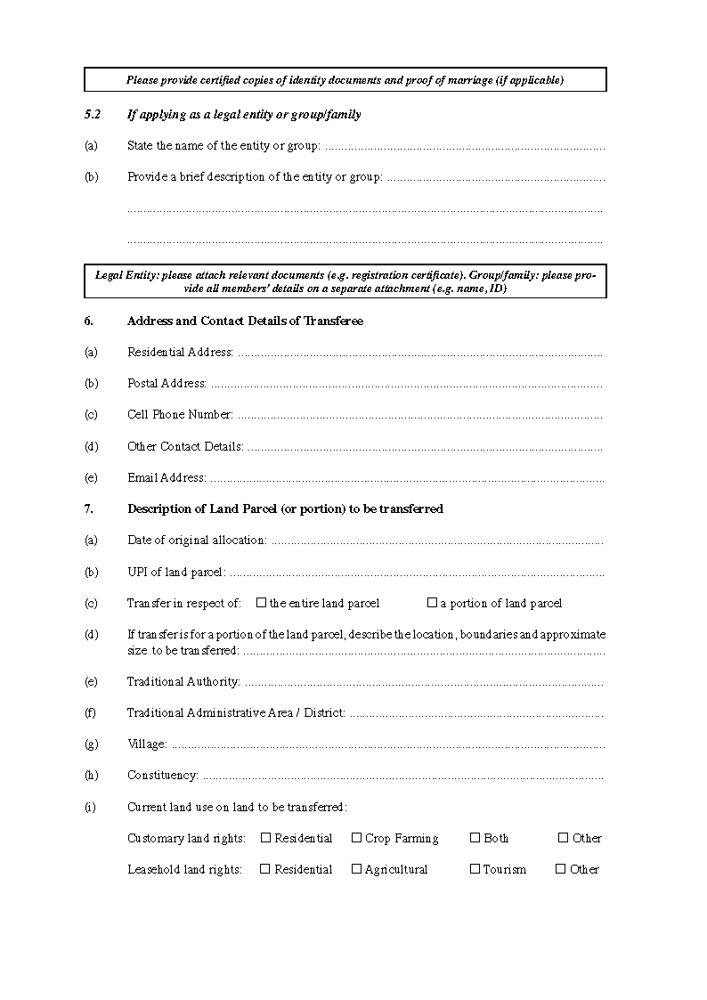 Please provide certified copies of identity documents and proof of marriage (if applicable)
5.2 If applying as a legal entity or group/family
(a) State the name of the entity or group: ......................................................................................
(b) Provide a brief description of the entity or group: ...................................................................
..................................................................................................................................................
..................................................................................................................................................
Legal Entity: please attach relevant documents (e.g. registration certificate). Group/family: please pro-
vide all members' details on a separate attachment (e.g. name, ID)
6. Address and Contact Details of Transferee
(a) Residential Address: ................................................................................................................
(b) Postal Address: ........................................................................................................................
(c) Cell Phone Number: ................................................................................................................
(d) Other Contact Details: .............................................................................................................
(e) Email Address: .........................................................................................................................
7. Description of Land Parcel (or portion) to be transferred
(a) Date of original allocation: ......................................................................................................
(b) UPI of land parcel: ...................................................................................................................
(c) Transfer in respect of: ☐ the entire land parcel ☐ a portion of land parcel
(d) If transfer is for a portion of the land parcel, describe the location, boundaries and approximate
size to be transferred: ...............................................................................................................
(e) Traditional Authority: ..............................................................................................................
(f) Traditional Administrative Area / District: ..............................................................................
(g) Village: .....................................................................................................................................
(h) Constituency: ...........................................................................................................................
(i) Current land use on land to be transferred:
Customary land rights: ☐ Residential ☐ Crop Farming ☐ Both ☐ Other
Leasehold land rights: ☐ Residential ☐ Agricultural ☐ Tourism ☐ Other